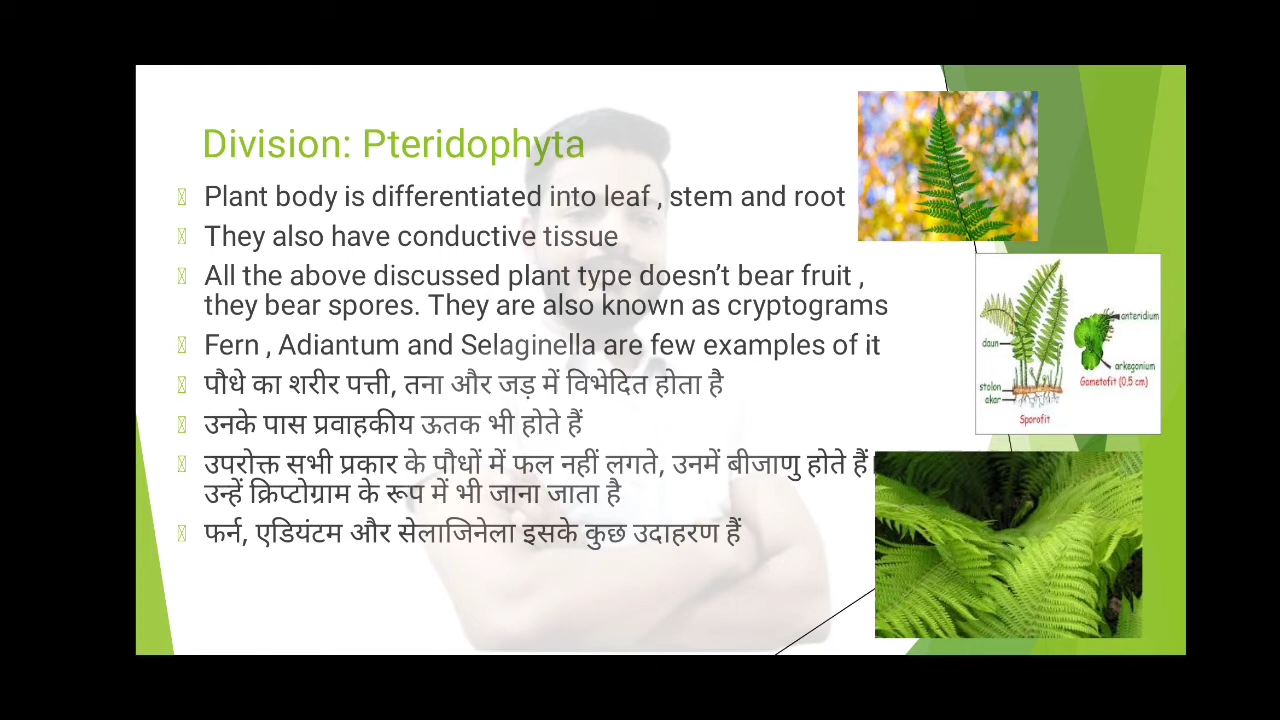 Division: Pteridophyta
Plant body is differentiated into leaf , stem and root
They also have conductive tissue
All the above discussed plant type doesn’t bear fruit ,
they bear spores. They are also known as cryptograms
Fern , Adiantum and Selaginella are few examples of it
पौधे का शरीर पत्ती, तना और जड़ में विभेदित होता है
उनके पास प्रवाहकीय ऊतक भी होते हैं
उपरोक्त सभी प्रकार के पौधों में फल नहीं लगते, उनमें बीजाणु होते हैं
उन्हें क्रिप्टोग्राम के रूप में भी जाना जाता है
फर्न, एडियंटम और सेलाजिनेला इसके कुछ उदाहरण हैं
anteridium
daun
arkegonium
Gametofit (0,5 cm)
stolon
akar
Sporofit